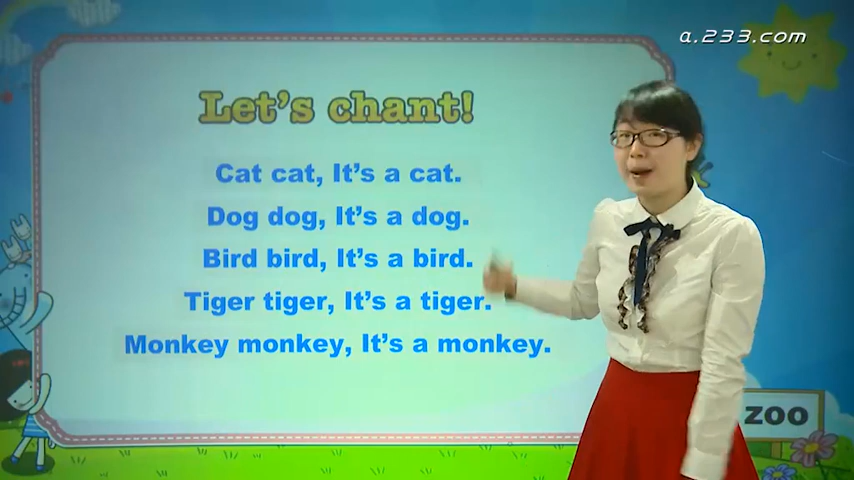 a.233.com
Let's chant!
Cat cat, It's a cat.
Dog dog, It's a dog.
Bird bird, It's a bird.
Tiger tiger, It's a tiger.
Monkey monkey, It's a monkey.
ZOO